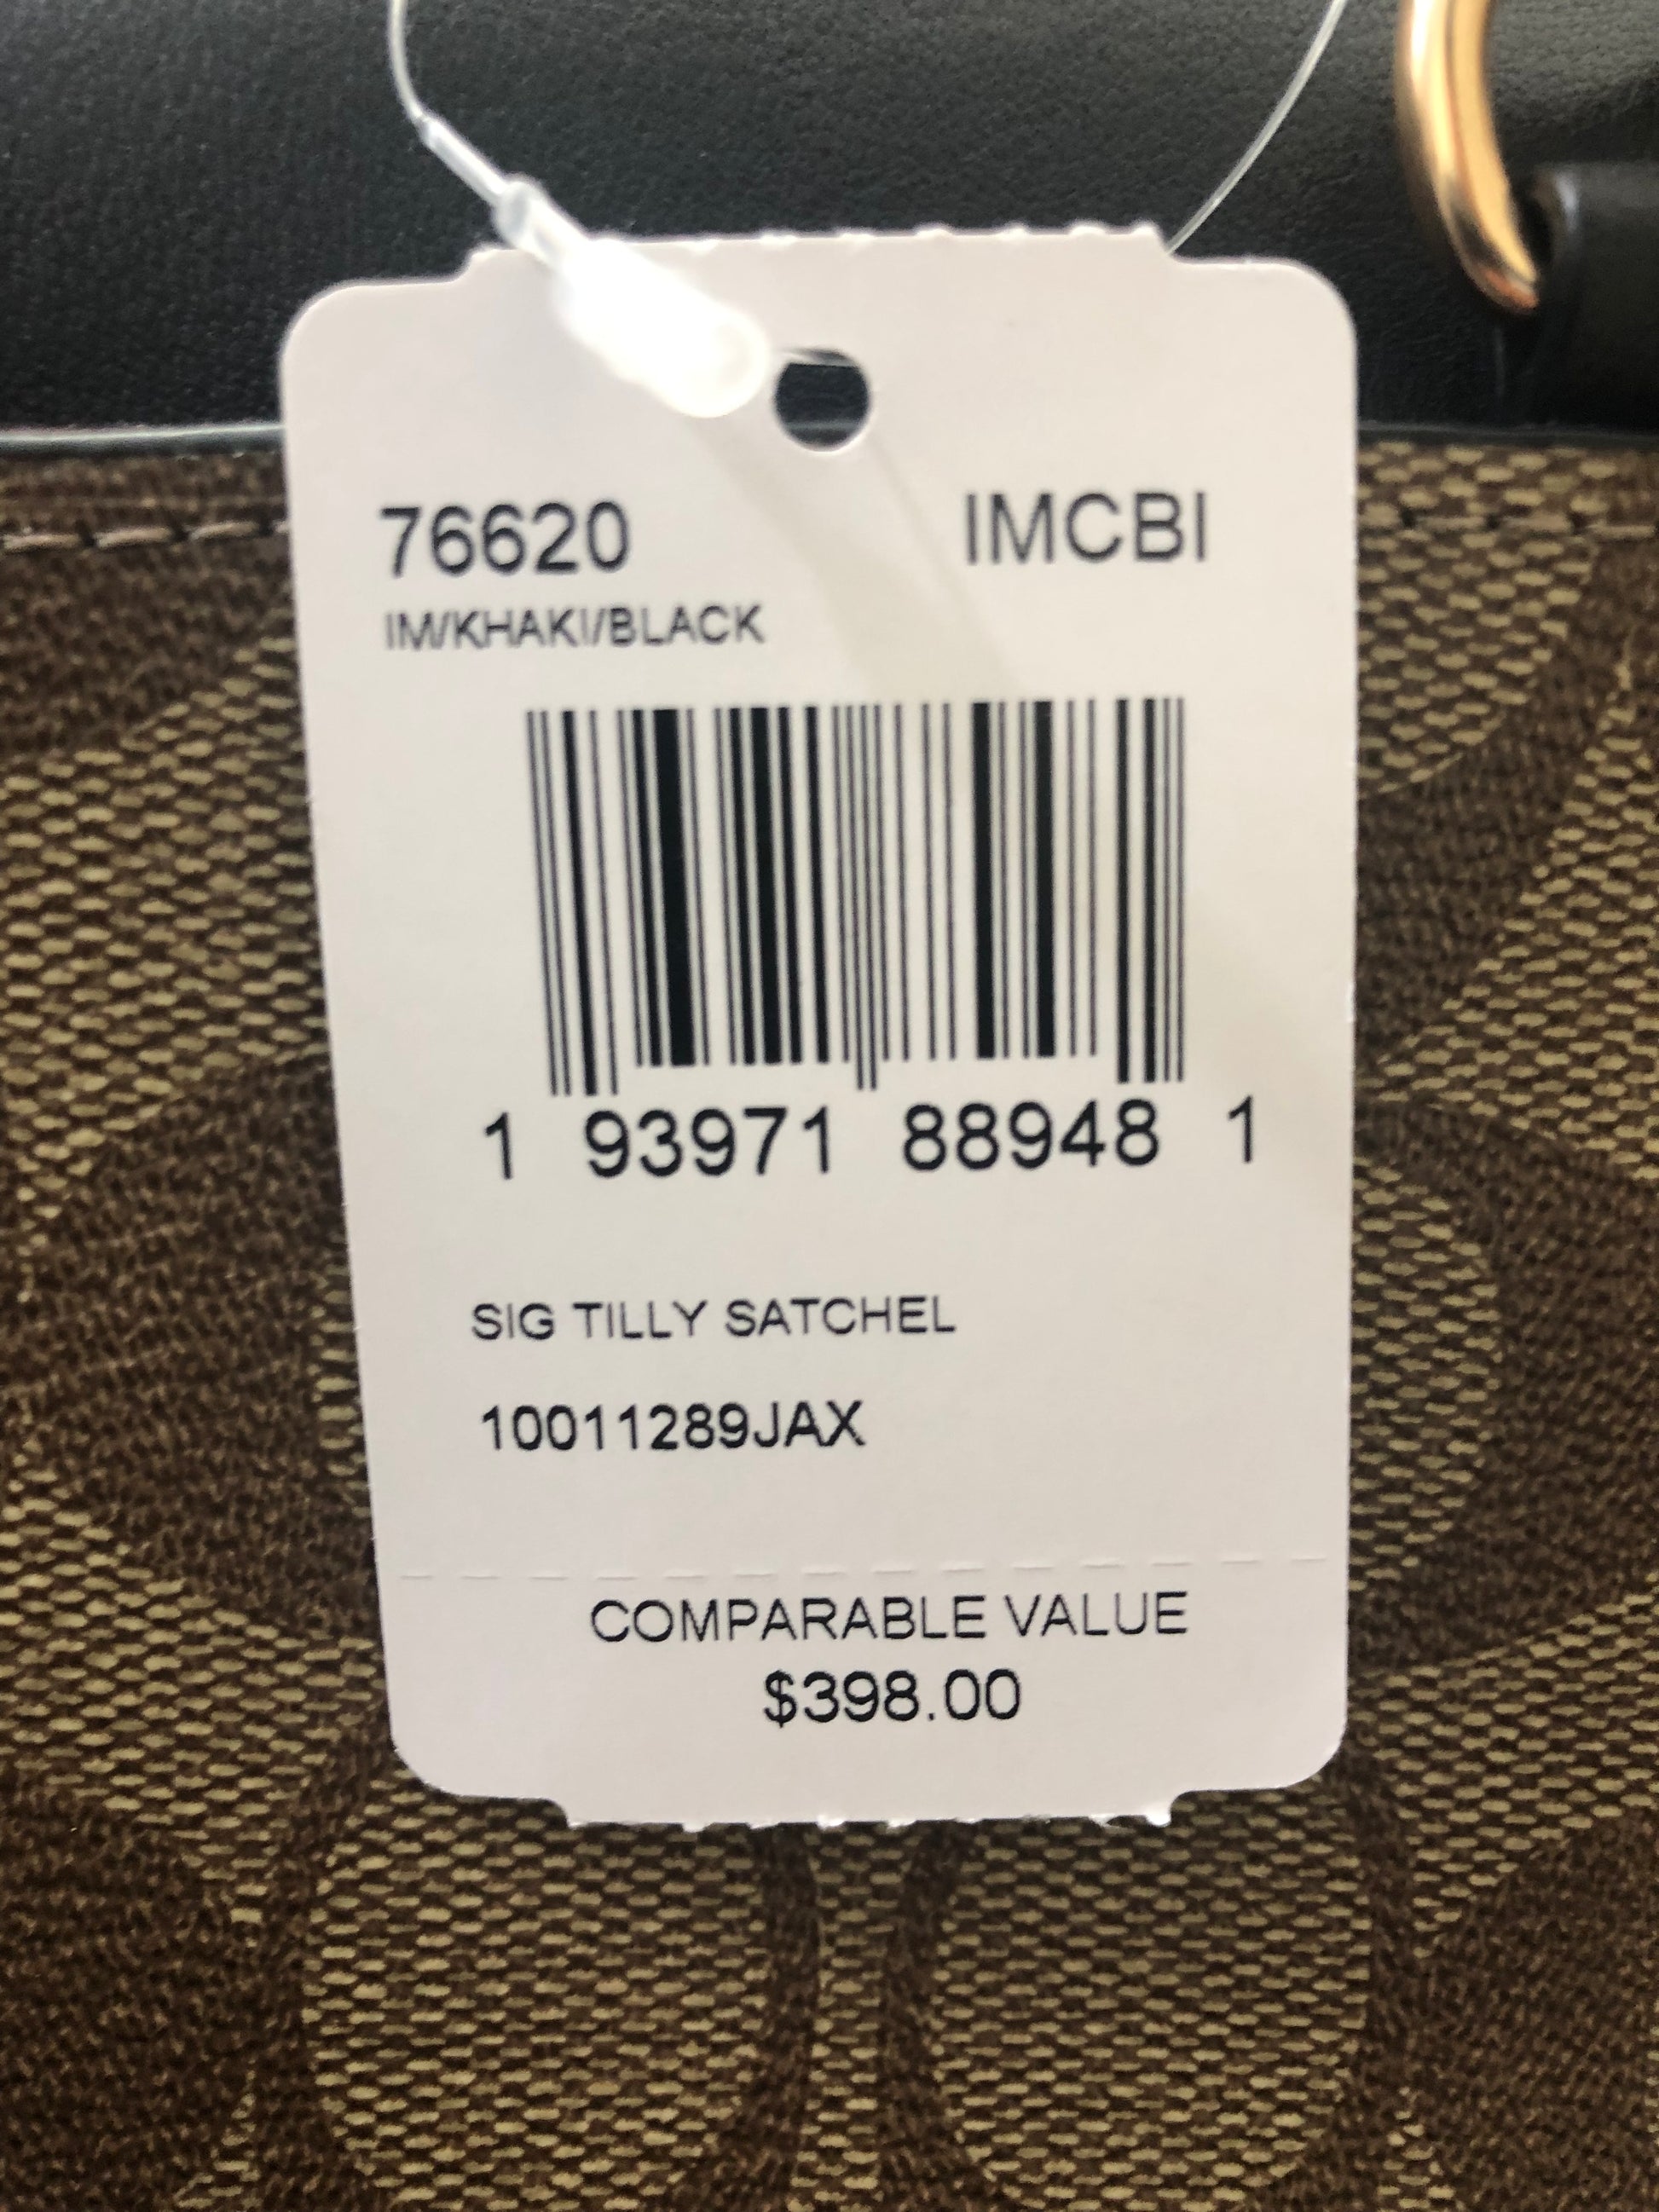 76620 IMCBI
IM/KHAKI/BLACK
1 93971 88948 1
SIG TILLY SATCHEL
10011289JAX
COMPARABLE VALUE
$398.00